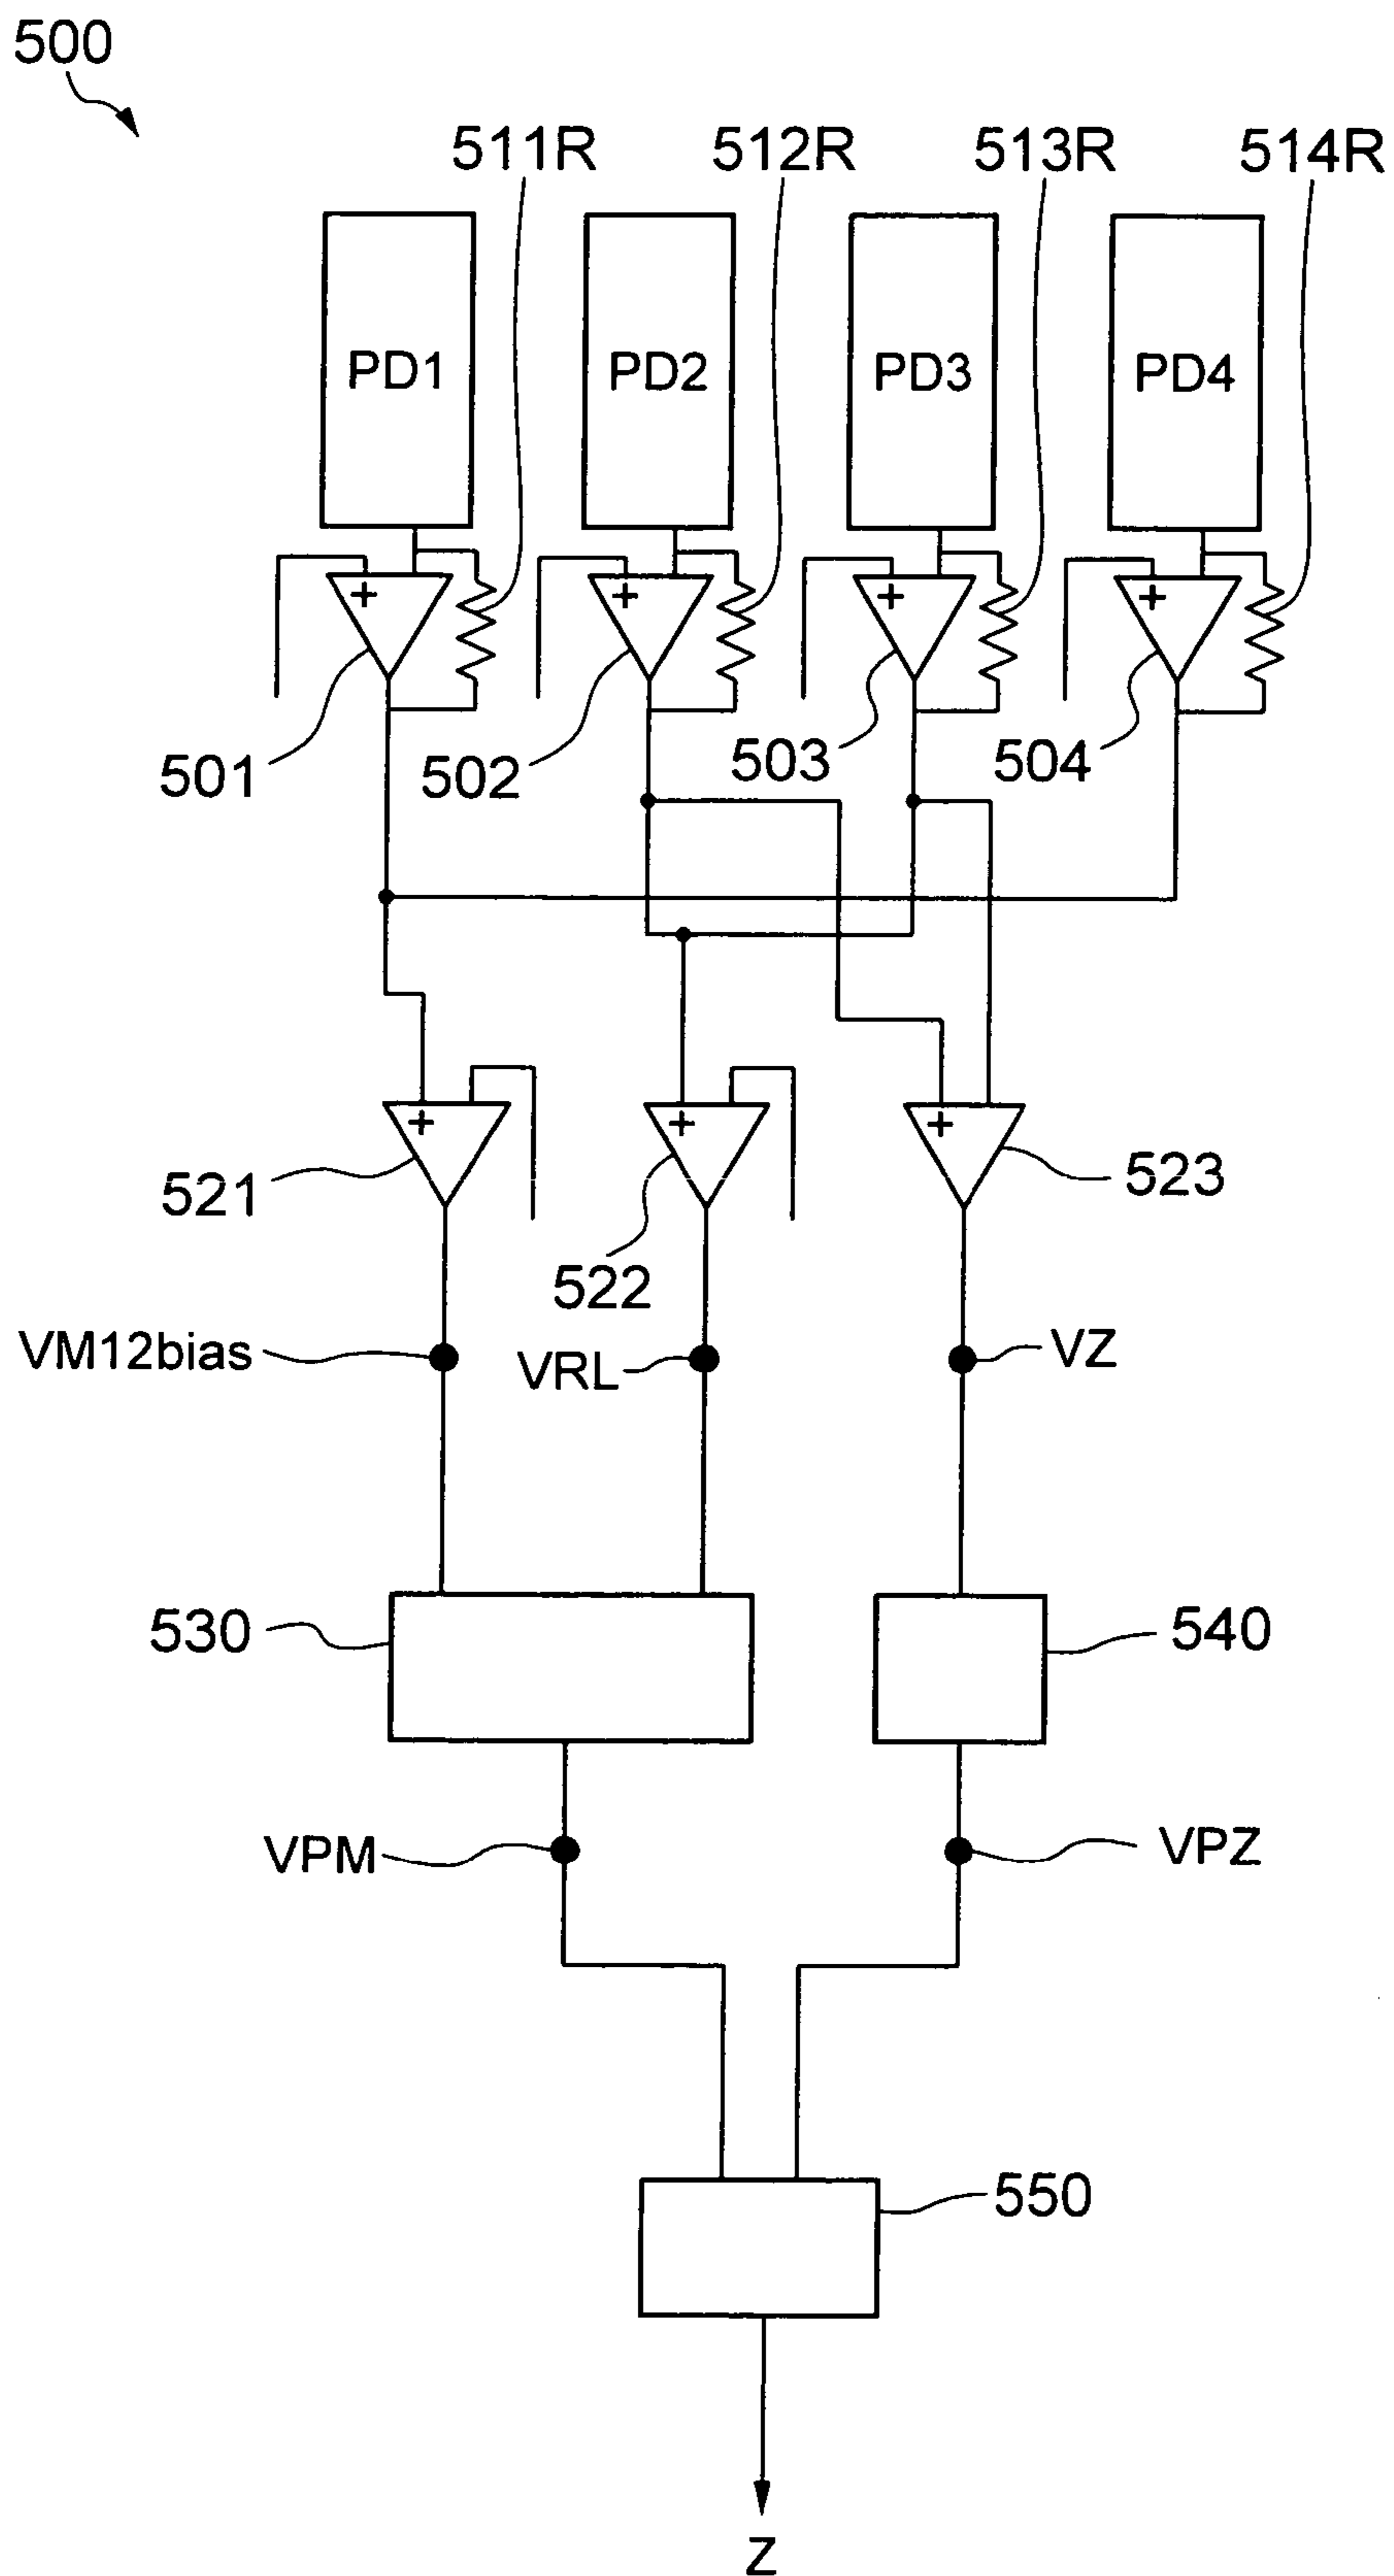 500
511R 512R 513R 514R
PD1 PD2 PD3 PD4
+ + + +
501 502 503 504
+ + +
521 522 523
VM12bias VRL VZ
530 540
VPM VPZ
550
Z